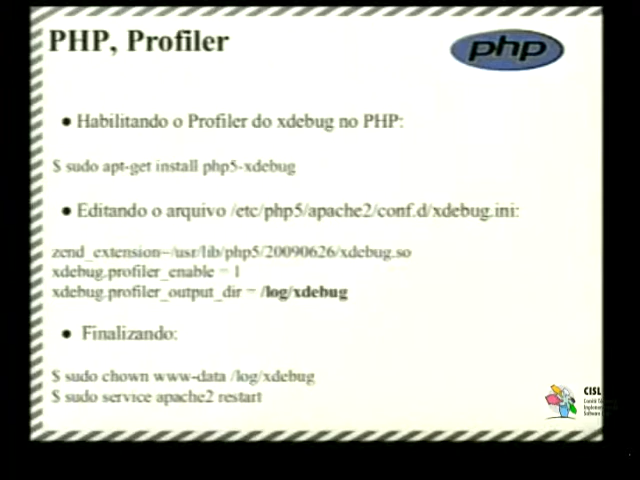 PHP, Profiler
php
● Habilitando o Profiler do xdebug no PHP:
$ sudo apt-get install php5-xdebug
● Editando o arquivo /etc/php5/apache2/conf.d/xdebug.ini:
zend_extension=/usr/lib/php5/20090626/xdebug.so
xdebug.profiler_enable = 1
xdebug.profiler_output_dir = /log/xdebug
● Finalizando:
$ sudo chown www-data /log/xdebug
$ sudo service apache2 restart
CISL